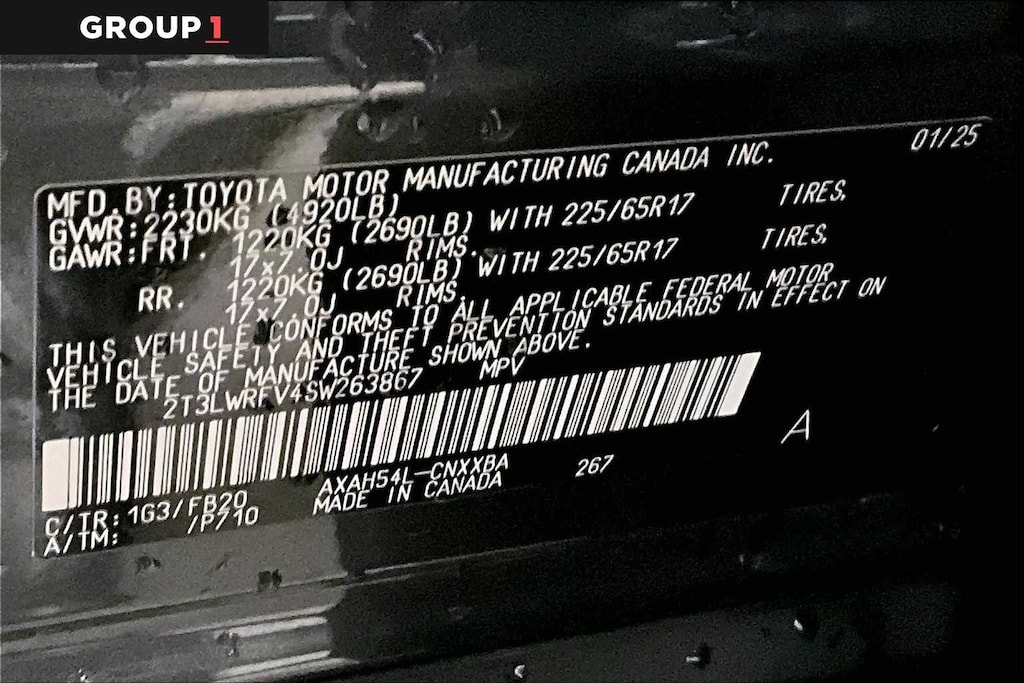 GROUP 1
MFD.BY:TOYOTA MOTOR MANUFACTURING CANADA INC. 01/25
GVWR:2230KG (4920LB)
GAWR:FRT. 1220KG (2690LB) WITH 225/65R17 TIRES,
17x7.0J RIMS.
RR. 1220KG (2690LB) WITH 225/65R17 TIRES,
17x7.0J RIMS.
THIS VEHICLE CONFORMS TO ALL APPLICABLE FEDERAL MOTOR
VEHICLE SAFETY AND THEFT PREVENTION STANDARDS IN EFFECT ON
THE DATE OF MANUFACTURE SHOWN ABOVE.
2T3LWRFV4SW263867 MPV
A
C/TR:1G3/FB20 AXAH54L-CNXXBA 267
A/TM: /P710 MADE IN CANADA